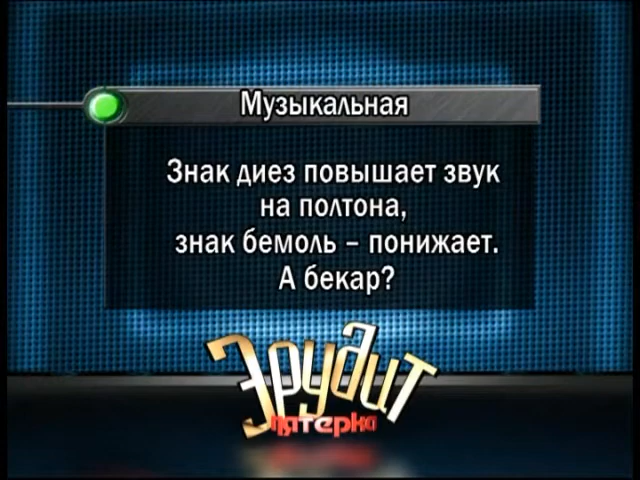 Музыкальная
Знак диез повышает звук
на полтона,
знак бемоль – понижает.
А бекар?
Эрудит
пятерка